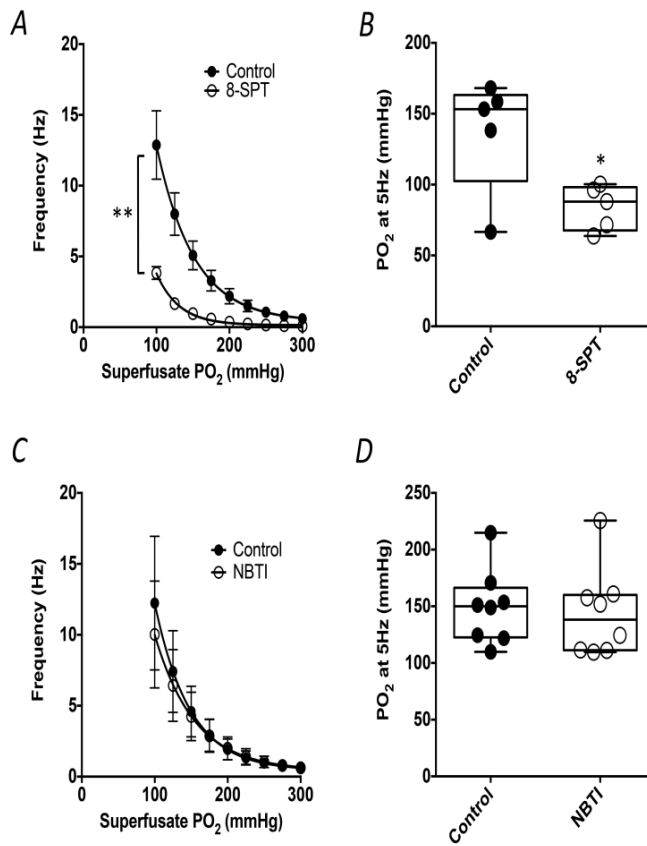 A
20
15
10
5
0
Frequency (Hz)
Control
8-SPT
**
0 100 200 300
Superfusate PO2 (mmHg)
B
200
150
100
50
0
PO2 at 5Hz (mmHg)
*
Control
8-SPT
C
20
15
10
5
0
Frequency (Hz)
Control
NBTI
0 100 200 300
Superfusate PO2 (mmHg)
D
250
200
150
100
50
0
PO2 at 5Hz (mmHg)
Control
NBTI